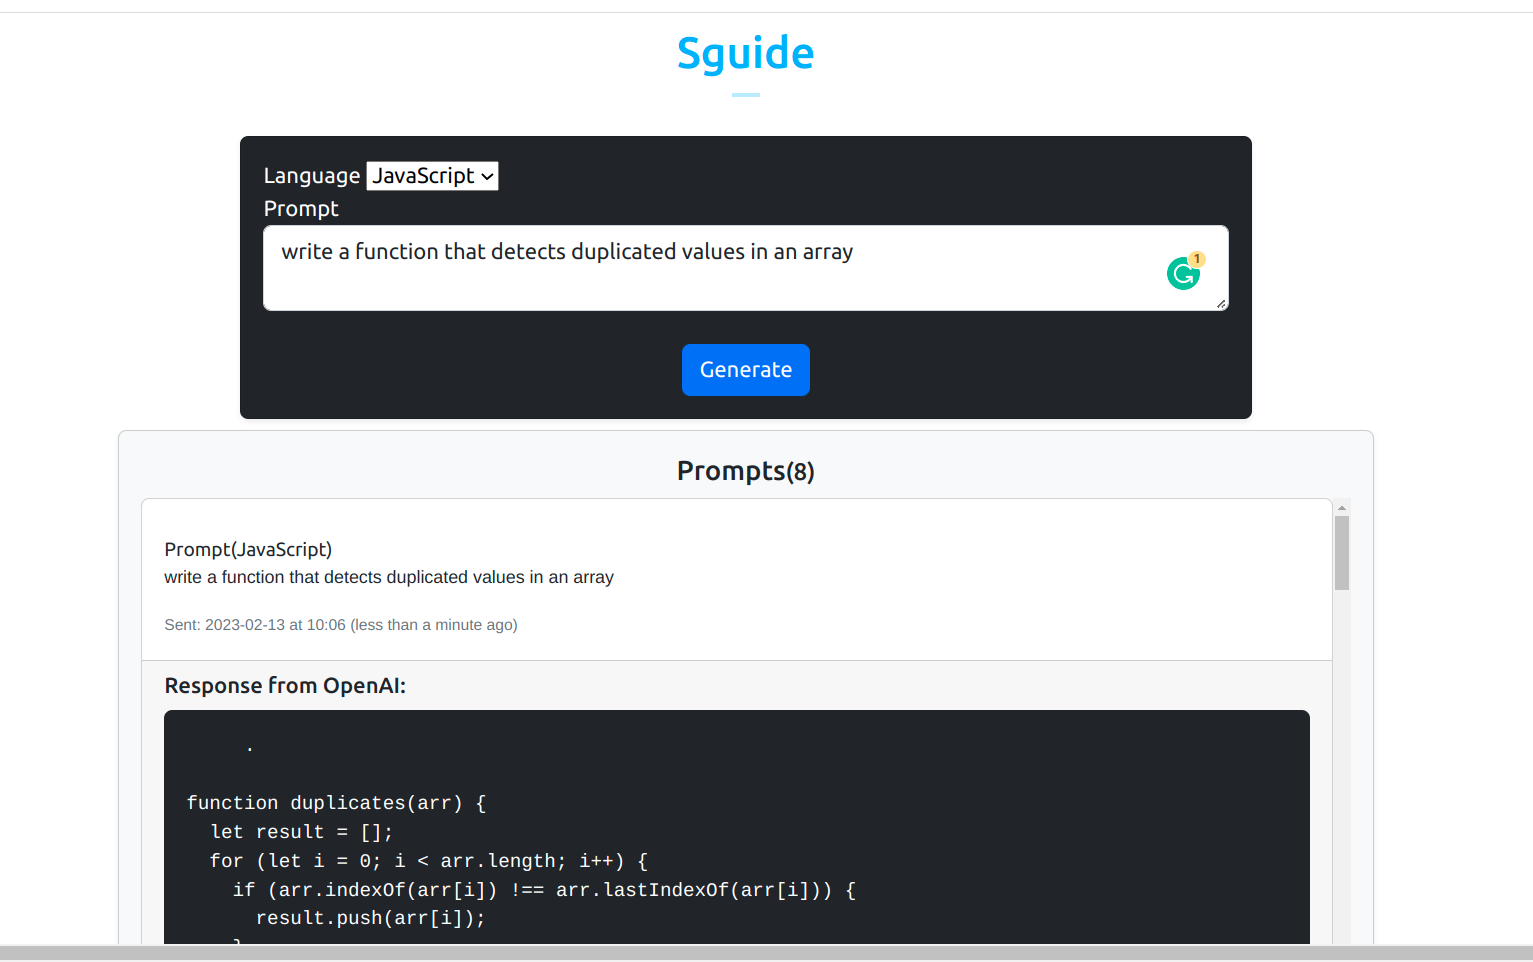 Sguide
Language JavaScript
Prompt
write a function that detects duplicated values in an array
1
Generate
Prompts(8)
Prompt(JavaScript)
write a function that detects duplicated values in an array
Sent: 2023-02-13 at 10:06 (less than a minute ago)
Response from OpenAI:
.
function duplicates(arr) {
let result = [];
for (let i = 0; i < arr.length; i++) {
if (arr.indexOf(arr[i]) !== arr.lastIndexOf(arr[i])) {
result.push(arr[i]);
}